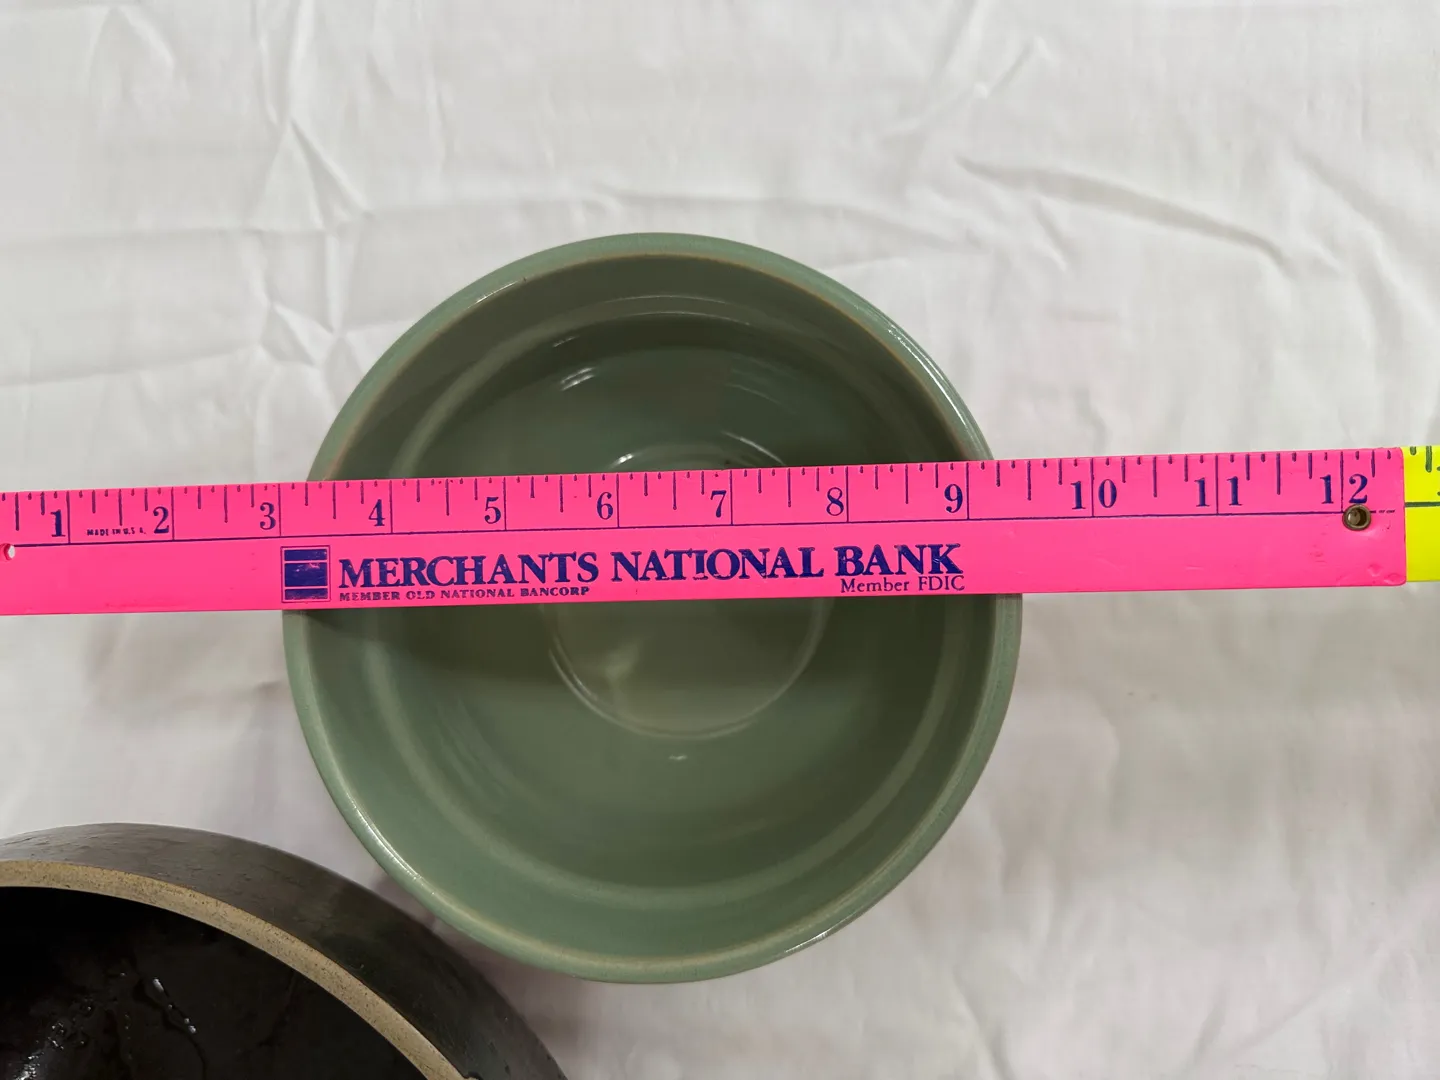 1 2 3 4 5 6 7 8 9 10 11 12
MADE IN U.S.A.
MERCHANTS NATIONAL BANK
MEMBER OLD NATIONAL BANCORP
Member FDIC